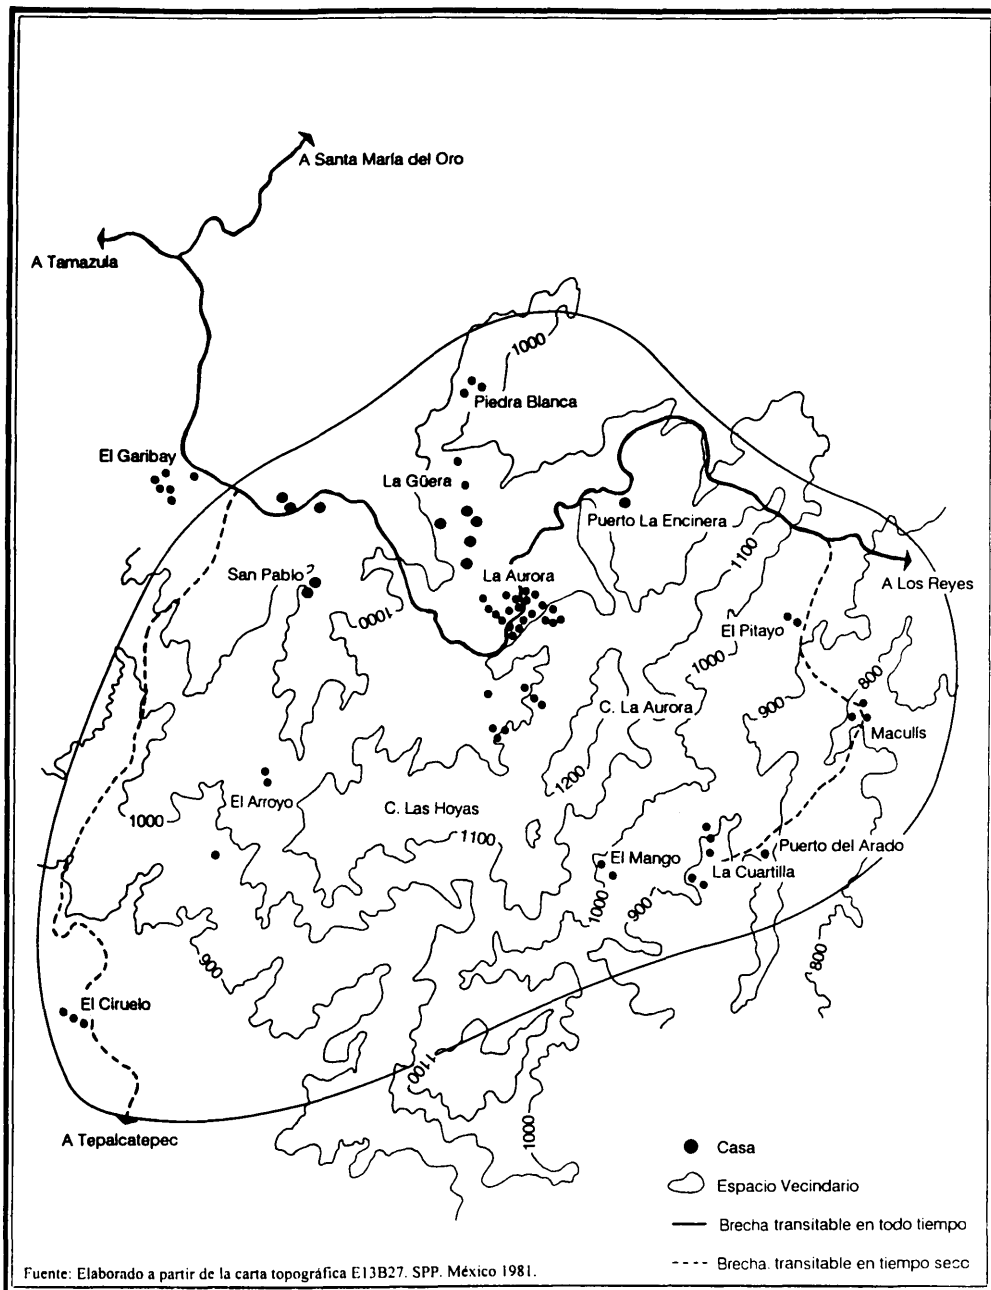 A Santa María del Oro
A Tamazula
1000
Piedra Blanca
El Garibay
La Güera
Puerto La Encinera
1100
San Pablo
La Aurora
A Los Reyes
1000
El Pitayo
1000
800
900
C. La Aurora
Maculís
1200
El Arroyo
C. Las Hoyas
1000
1100
Puerto del Arado
El Mango
La Cuartilla
1000
900
900
800
El Ciruelo
1100
1000
A Tepalcatepec
Casa
Espacio Vecindario
Brecha transitable en todo tiempo
Brecha. transitable en tiempo seco
Fuente: Elaborado a partir de la carta topográfica E13B27. SPP. México 1981.